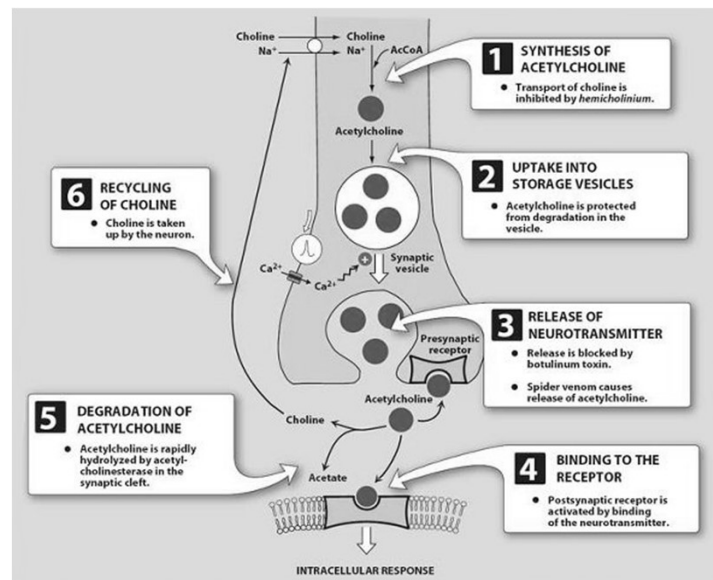 Choline Choline
Na⁺ Na⁺
AcCoA
Acetylcholine
1 SYNTHESIS OF
ACETYLCHOLINE
• Transport of choline is
inhibited by hemicholinium.
2 UPTAKE INTO
STORAGE VESICLES
• Acetylcholine is protected
from degradation in the
vesicle.
6 RECYCLING
OF CHOLINE
• Choline is taken
up by the neuron.
Synaptic
vesicle
+
Ca²⁺ Ca²⁺
3 RELEASE OF
NEUROTRANSMITTER
• Release is blocked by
botulinum toxin.
• Spider venom causes
release of acetylcholine.
Presynaptic
receptor
Acetylcholine
5 DEGRADATION OF
ACETYLCHOLINE
• Acetylcholine is rapidly
hydrolyzed by acetyl-
cholinesterase in the
synaptic cleft.
Choline
Acetate
4 BINDING TO THE
RECEPTOR
• Postsynaptic receptor is
activated by binding
of the neurotransmitter.
INTRACELLULAR RESPONSE